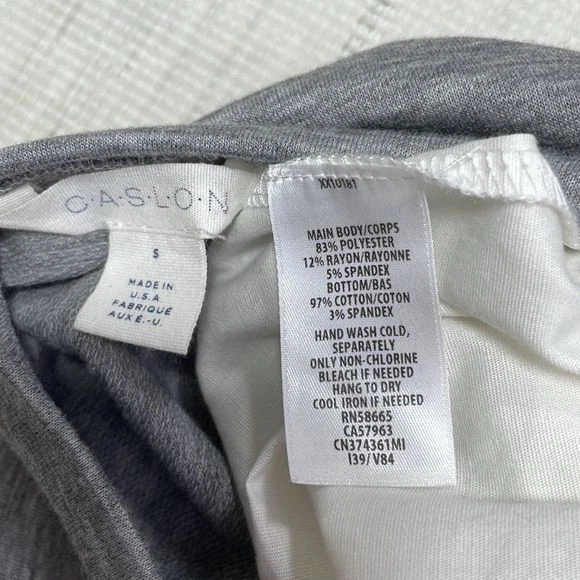 C·A·S·L·O·N
S
MADE IN
U.S.A
FABRIQUÉ
AUX É.-U.
XX10181
MAIN BODY/CORPS
83% POLYESTER
12% RAYON/RAYONNE
5% SPANDEX
BOTTOM/BAS
97% COTTON/COTON
3% SPANDEX
HAND WASH COLD,
SEPARATELY
ONLY NON-CHLORINE
BLEACH IF NEEDED
HANG TO DRY
COOL IRON IF NEEDED
RN58665
CA57963
CN374361MI
I39/ V84